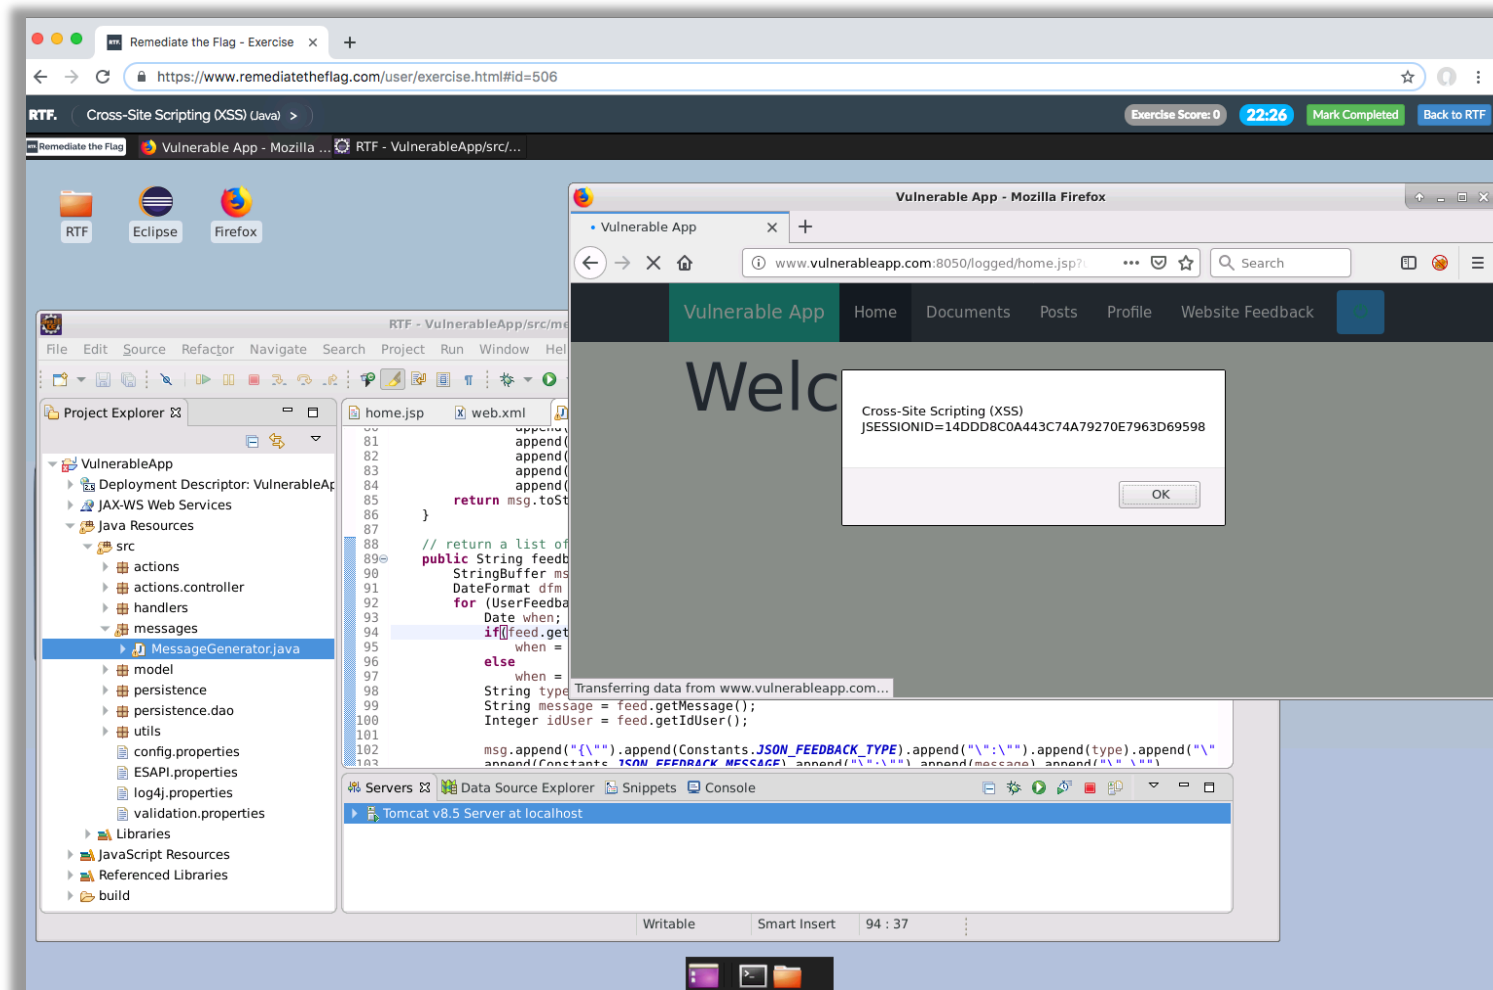 Remediate the Flag - Exercise
https://www.remediatetheflag.com/user/exercise.html#id=506
RTF. Cross-Site Scripting (XSS) (Java) > Exercise Score: 0 22:26 Mark Completed Back to RTF
Remediate the Flag Vulnerable App - Mozilla ... RTF - VulnerableApp/src/...
RTF Eclipse Firefox
Vulnerable App - Mozilla Firefox
Vulnerable App
www.vulnerableapp.com:8050/logged/home.jsp? Search
Vulnerable App Home Documents Posts Profile Website Feedback
Welc
Cross-Site Scripting (XSS)
JSESSIONID=14DDD8C0A443C74A79270E7963D69598
OK
Transferring data from www.vulnerableapp.com...
RTF - VulnerableApp/src/me
File Edit Source Refactor Navigate Search Project Run Window Hel
Project Explorer
VulnerableApp
Deployment Descriptor: VulnerableAp
JAX-WS Web Services
Java Resources
src
actions
actions.controller
handlers
messages
MessageGenerator.java
model
persistence
persistence.dao
utils
config.properties
ESAPI.properties
log4j.properties
validation.properties
Libraries
JavaScript Resources
Referenced Libraries
build
home.jsp web.xml
81 append(
82 append(
83 append(
84 append(
85 return msg.toSt
86 }
87
88 // return a list of
89 public String feedb
90 StringBuffer ms
91 DateFormat dfm
92 for (UserFeedba
93 Date when;
94 if(feed.get
95 when =
96 else
97 when =
98 String type
99 String message = feed.getMessage();
100 Integer idUser = feed.getIdUser();
101
102 msg.append("{\"").append(Constants.JSON_FEEDBACK_TYPE).append("\":\"").append(type).append("\"
103 append(Constants.JSON_FEEDBACK_MESSAGE).append("\":\"").append(message).append("\",\"")
Servers Data Source Explorer Snippets Console
Tomcat v8.5 Server at localhost
Writable Smart Insert 94 : 37